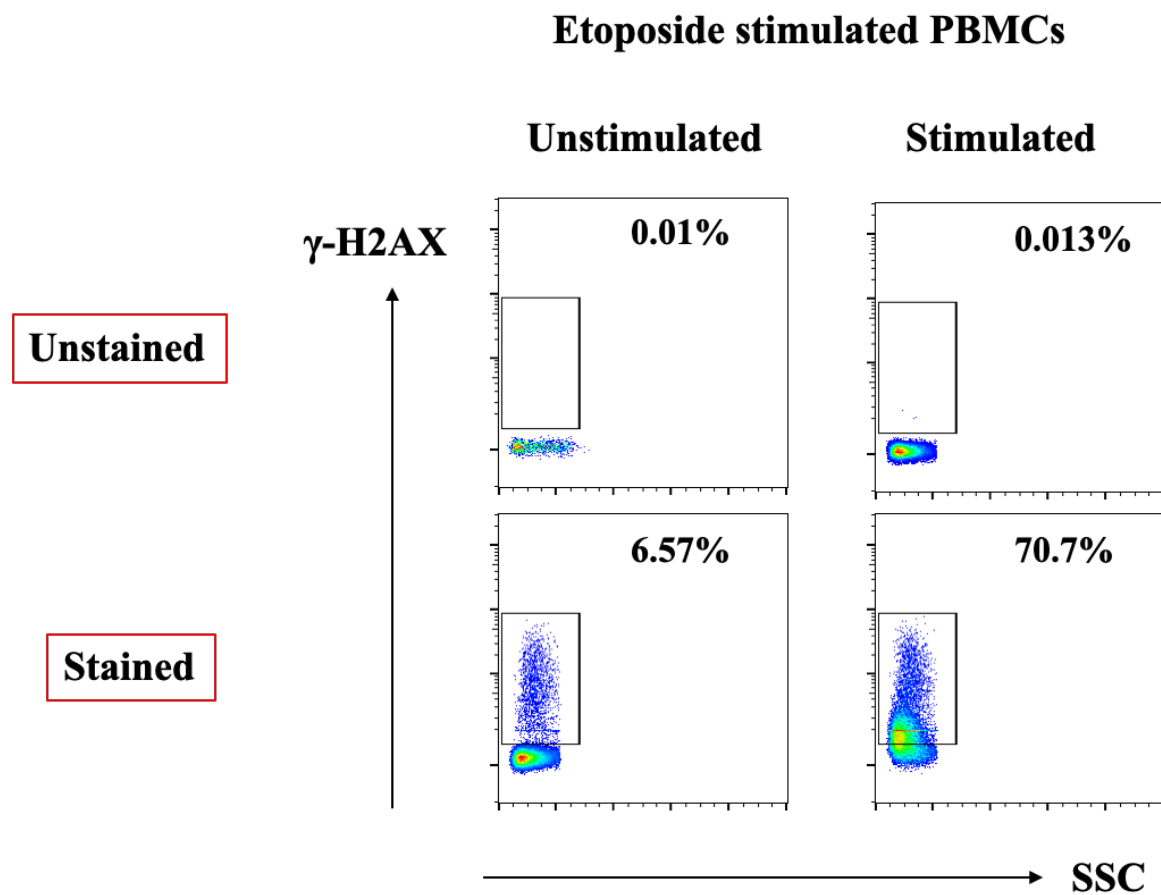 Etoposide stimulated PBMCs
Unstimulated
Stimulated
γ-H2AX
0.01%
0.013%
Unstained
6.57%
70.7%
Stained
SSC